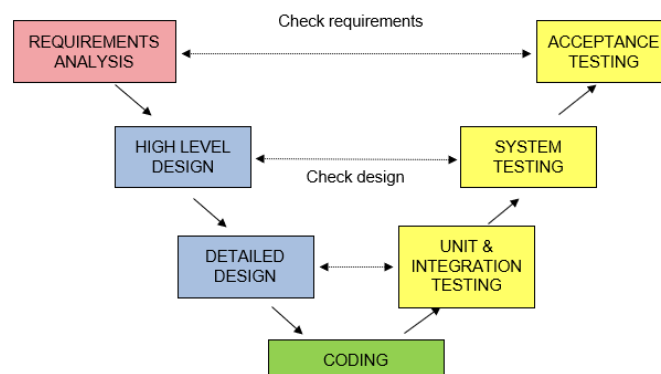 Check requirements
REQUIREMENTS
ANALYSIS
ACCEPTANCE
TESTING
HIGH LEVEL
DESIGN
SYSTEM
TESTING
Check design
DETAILED
DESIGN
UNIT &
INTEGRATION
TESTING
CODING